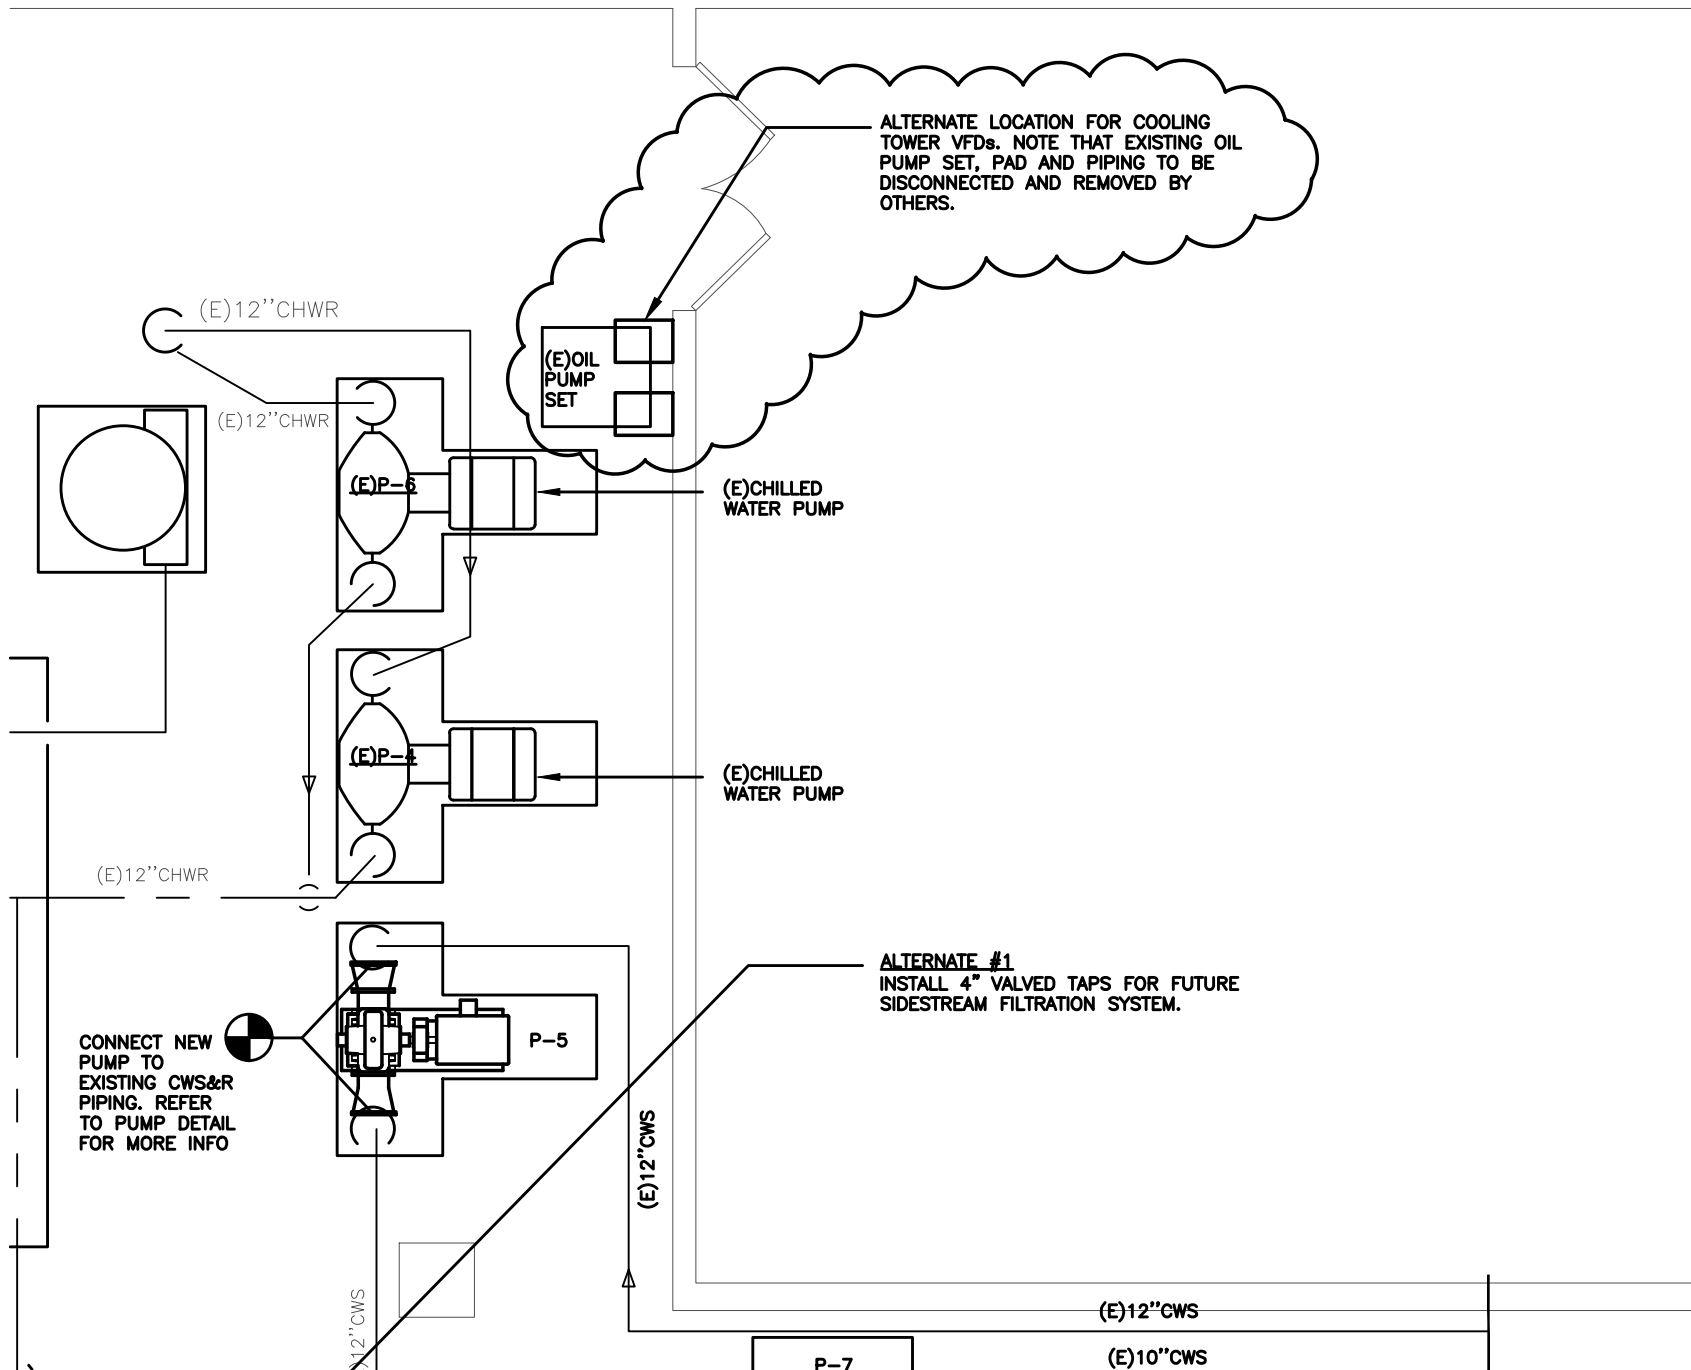 ALTERNATE LOCATION FOR COOLING
TOWER VFDs. NOTE THAT EXISTING OIL
PUMP SET, PAD AND PIPING TO BE
DISCONNECTED AND REMOVED BY
OTHERS.
(E)12''CHWR
(E)OIL
PUMP
SET
(E)12''CHWR
(E)P-6
(E)CHILLED
WATER PUMP
(E)P-4
(E)CHILLED
WATER PUMP
(E)12''CHWR
ALTERNATE #1
INSTALL 4" VALVED TAPS FOR FUTURE
SIDESTREAM FILTRATION SYSTEM.
CONNECT NEW
PUMP TO
EXISTING CWS&R
PIPING. REFER
TO PUMP DETAIL
FOR MORE INFO
P-5
(E)12''CWS
12''CWS
(E)12''CWS
(E)10''CWS
P-7